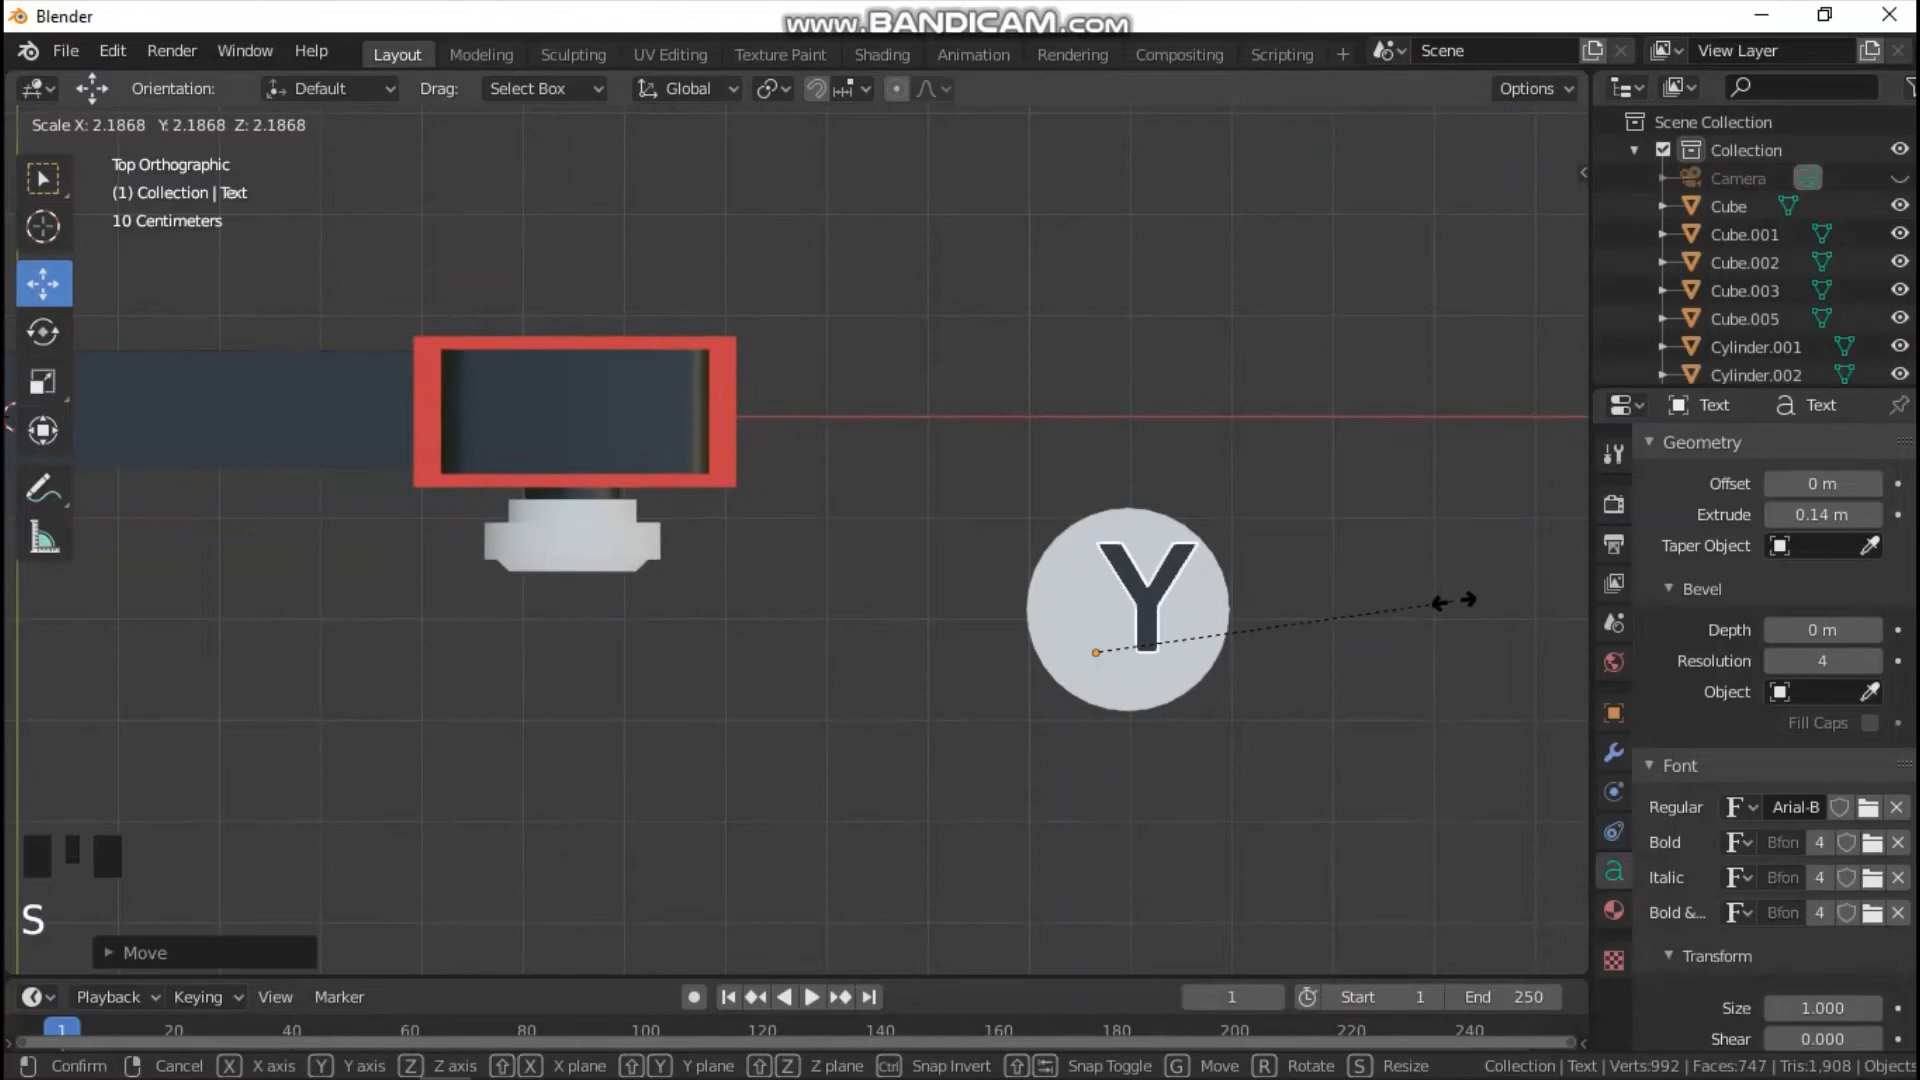 Blender
www.BANDICAM.com
File Edit Render Window Help
Layout Modeling Sculpting UV Editing Texture Paint Shading Animation Rendering Compositing Scripting +
Scene
View Layer
Orientation: Default Drag: Select Box Global Options
Scale X: 2.1868 Y: 2.1868 Z: 2.1868
Top Orthographic
(1) Collection | Text
10 Centimeters
Scene Collection
Collection
Camera
Cube
Cube.001
Cube.002
Cube.003
Cube.005
Cylinder.001
Cylinder.002
Text a Text
Geometry
Offset 0 m
Extrude 0.14 m
Taper Object
Bevel
Depth 0 m
Resolution 4
Object
Fill Caps
Font
Regular F Arial-B
Bold F Bfon 4
Italic F Bfon 4
Bold &... F Bfon 4
Transform
Size 1.000
Shear 0.000
Y
S
Move
Playback Keying View Marker
1 Start 1 End 250
1 20 40 60 80 100 120 140 160 180 200 220 240
Confirm Cancel X X axis Y Y axis Z Z axis X X plane Y Y plane Z Z plane Ctrl Snap Invert Snap Toggle G Move R Rotate S Resize Collection | Text | Verts:992 | Faces:747 | Tris:1,908 | Objects